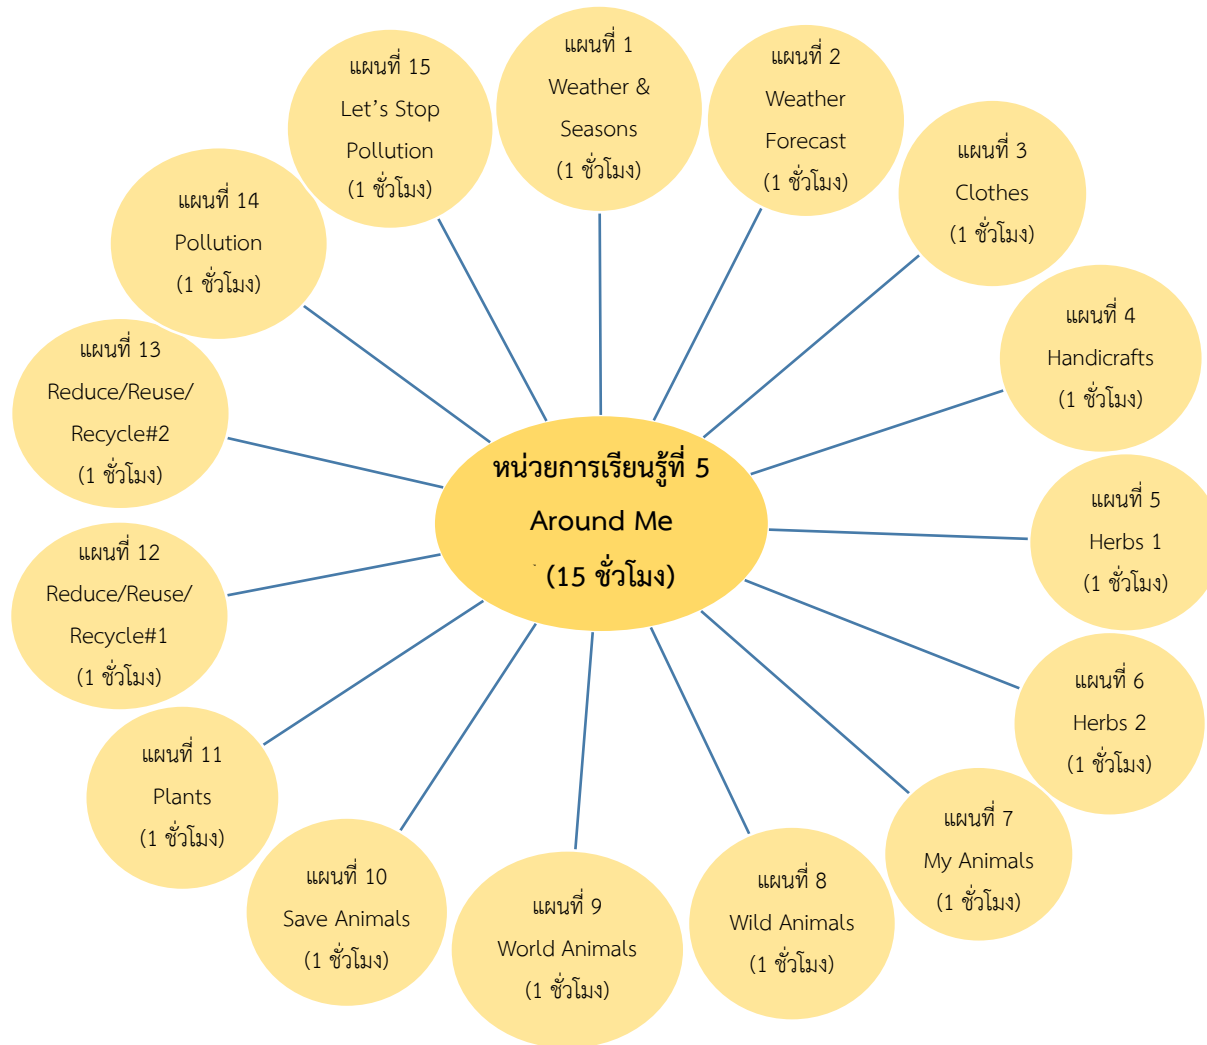 หน่วยการเรียนรู้ที่ 5
Around Me
(15 ชั่วโมง)
แผนที่ 1
Weather &
Seasons
(1 ชั่วโมง)
แผนที่ 2
Weather
Forecast
(1 ชั่วโมง)
แผนที่ 3
Clothes
(1 ชั่วโมง)
แผนที่ 4
Handicrafts
(1 ชั่วโมง)
แผนที่ 5
Herbs 1
(1 ชั่วโมง)
แผนที่ 6
Herbs 2
(1 ชั่วโมง)
แผนที่ 7
My Animals
(1 ชั่วโมง)
แผนที่ 8
Wild Animals
(1 ชั่วโมง)
แผนที่ 9
World Animals
(1 ชั่วโมง)
แผนที่ 10
Save Animals
(1 ชั่วโมง)
แผนที่ 11
Plants
(1 ชั่วโมง)
แผนที่ 12
Reduce/Reuse/
Recycle#1
(1 ชั่วโมง)
แผนที่ 13
Reduce/Reuse/
Recycle#2
(1 ชั่วโมง)
แผนที่ 14
Pollution
(1 ชั่วโมง)
แผนที่ 15
Let’s Stop
Pollution
(1 ชั่วโมง)